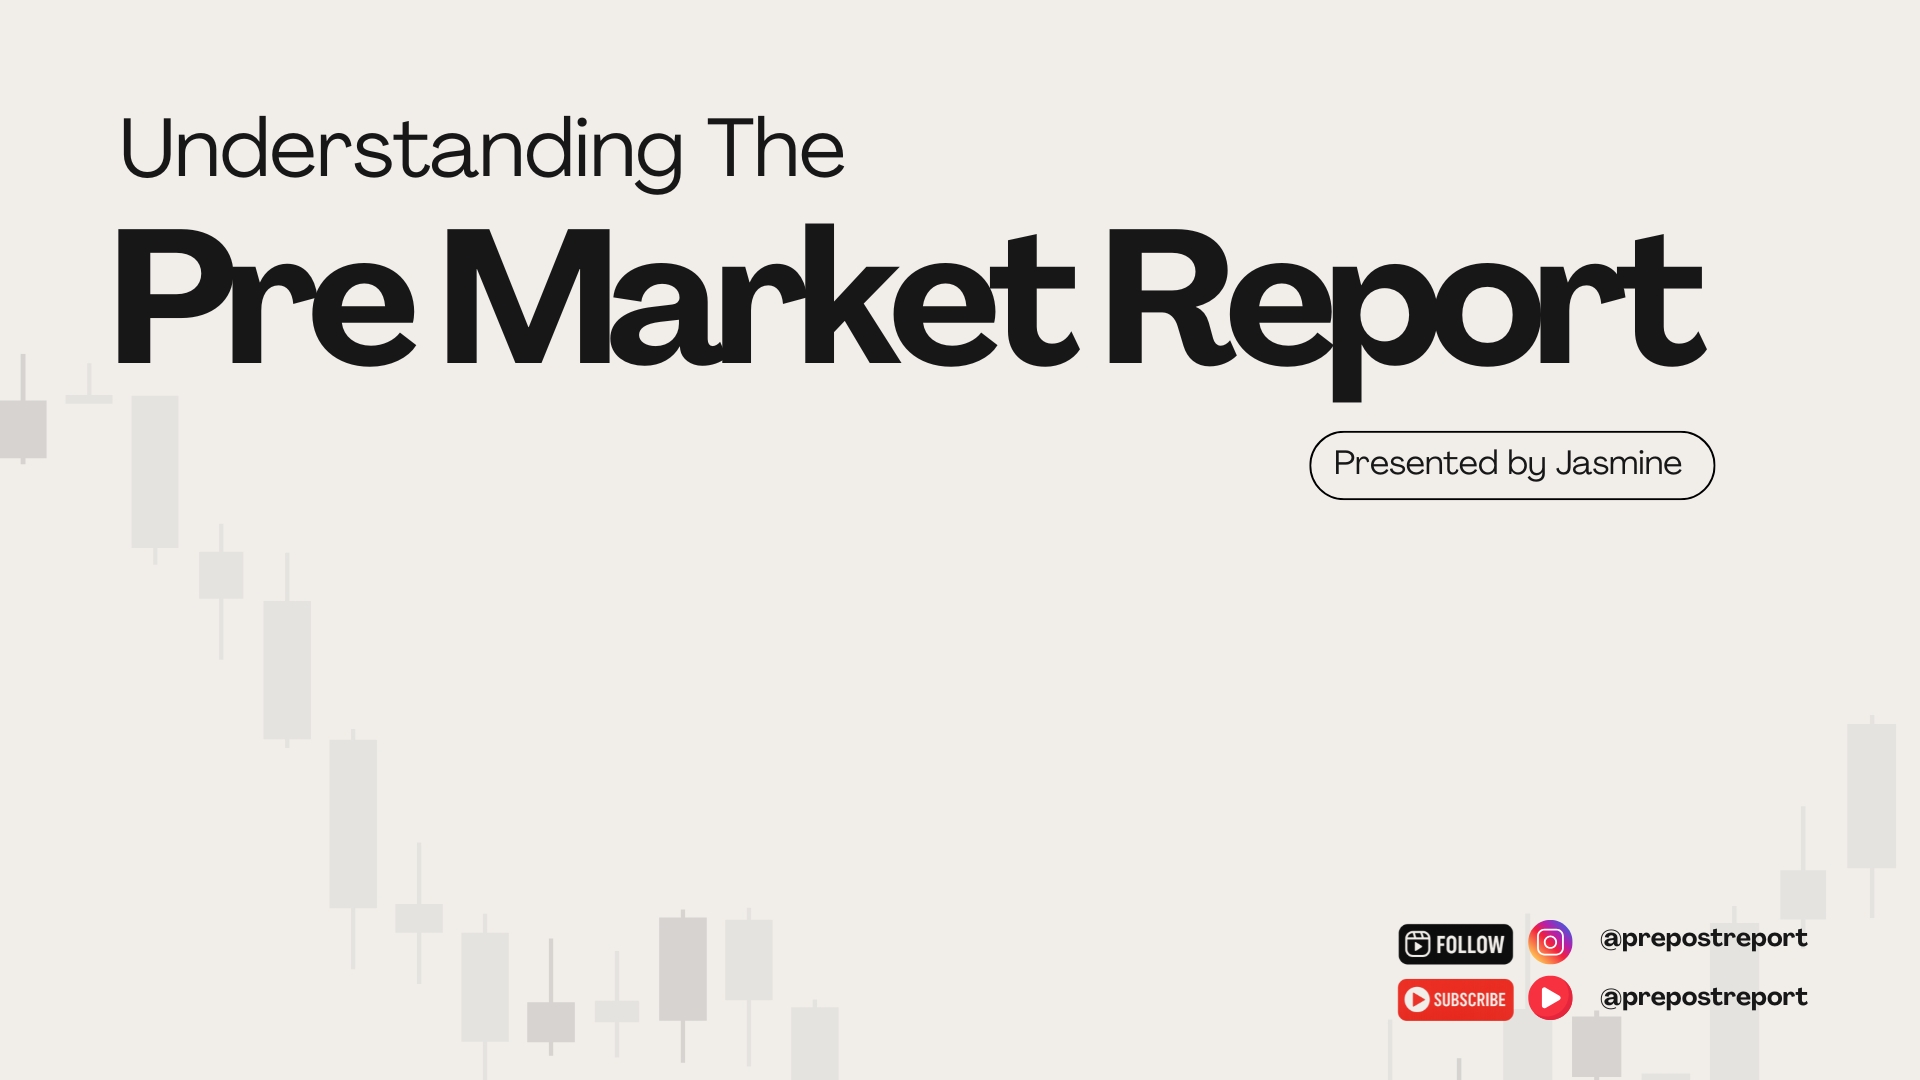 Understanding The
Pre Market Report
Presented by Jasmine
FOLLOW @prepostreport
SUBSCRIBE @prepostreport